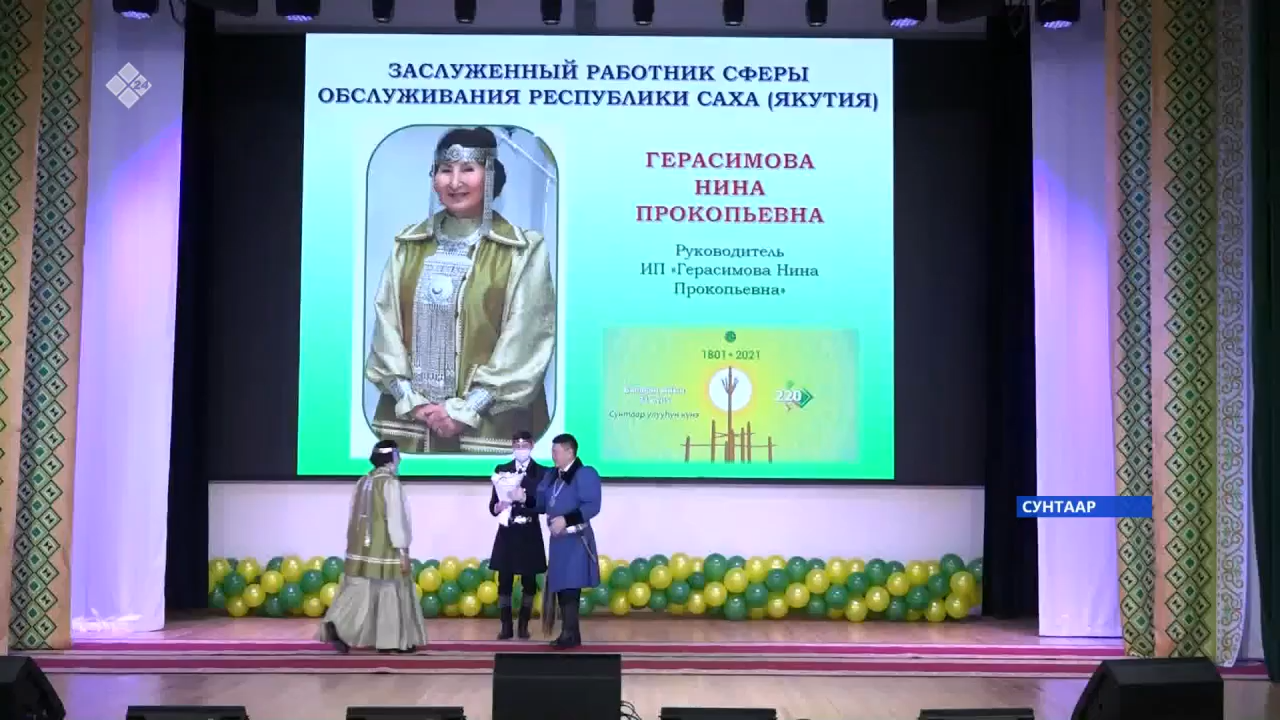 24
ЗАСЛУЖЕННЫЙ РАБОТНИК СФЕРЫ
ОБСЛУЖИВАНИЯ РЕСПУБЛИКИ САХА (ЯКУТИЯ)
ГЕРАСИМОВА
НИНА
ПРОКОПЬЕВНА
Руководитель
ИП «Герасимова Нина
Прокопьевна»
1801 • 2021
220
Сунтаар улууһун күнэ
СУНТААР